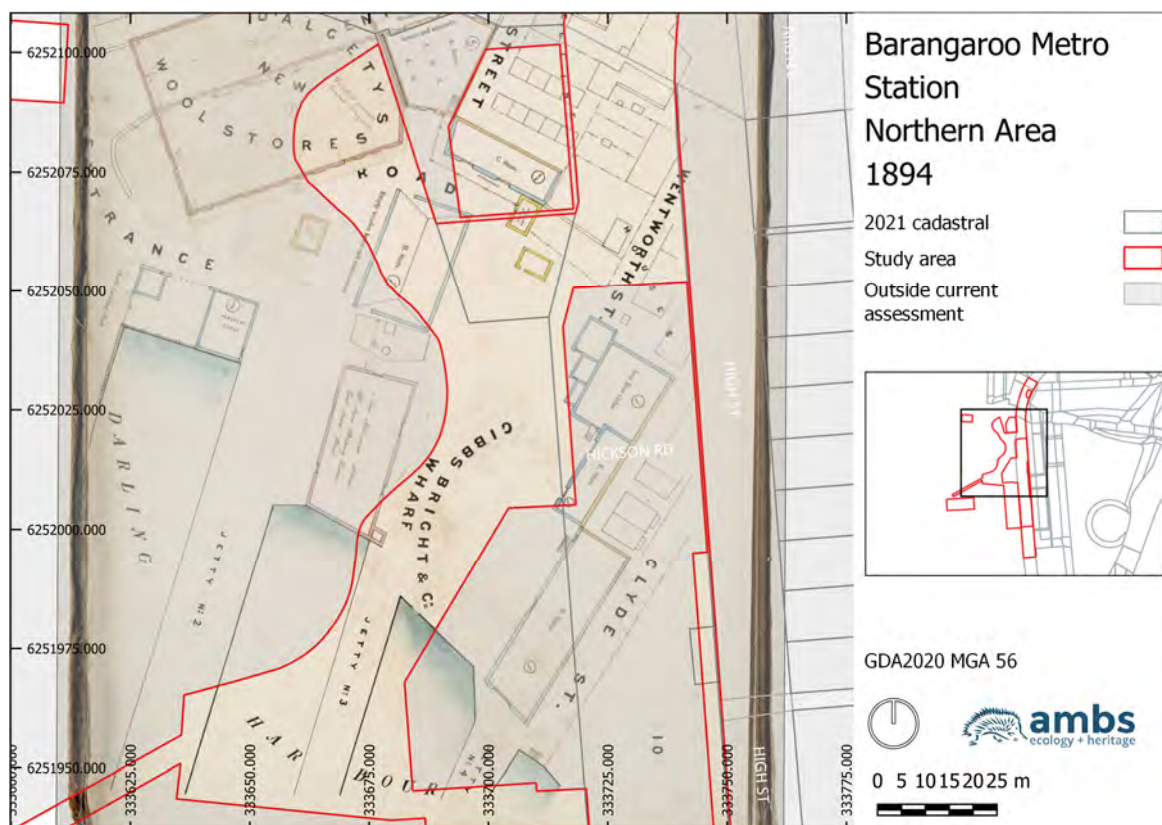 Barangaroo Metro
Station
Northern Area
1894
2021 cadastral
Study area
Outside current
assessment
GDA2020 MGA 56
ambs
ecology + heritage
0 5 10 15 20 25 m
6252100.000
6252075.000
6252050.000
6252025.000
6252000.000
6251975.000
6251950.000
333625.000
333650.000
333675.000
333700.000
333725.000
333750.000
333775.000
NEW
WOOLSTORES
ROAD
STREET
ENTRANCE
WENTWORTH ST.
HIGH ST
HICKSON RD
GIBBS BRIGHT & Co
WHARF
CLYDE ST.
DARLING
HARBOUR
JETTY No 2
JETTY No 3
HIGH ST
10